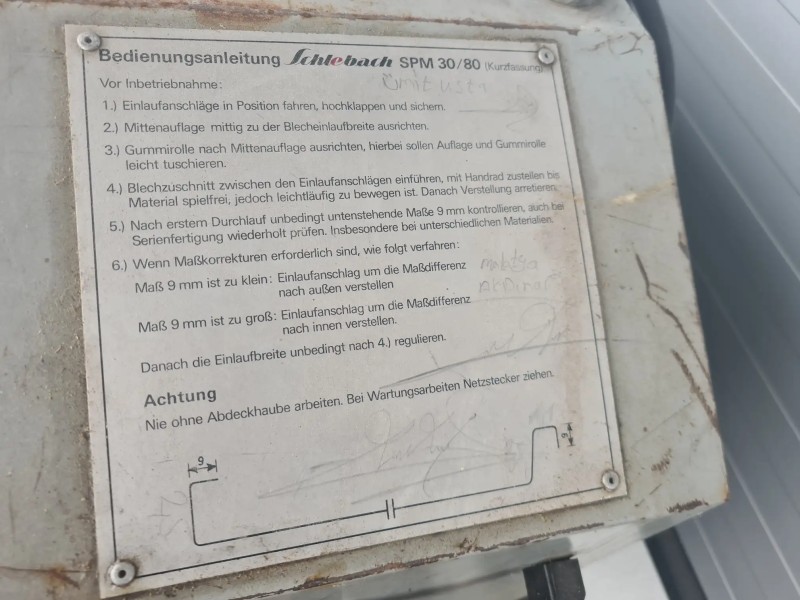 Bedienungsanleitung Schlebach SPM 30/80 (Kurzfassung)
Vor Inbetriebnahme:
1.) Einlaufanschläge in Position fahren, hochklappen und sichern.
2.) Mittenauflage mittig zu der Blecheinlaufbreite ausrichten.
3.) Gummirolle nach Mittenauflage ausrichten, hierbei sollen Auflage und Gummirolle
leicht tuschieren.
4.) Blechzuschnitt zwischen den Einlaufanschlägen einführen, mit Handrad zustellen bis
Material spielfrei, jedoch leichtläufig zu bewegen ist. Danach Verstellung arretieren.
5.) Nach erstem Durchlauf unbedingt untenstehende Maße 9 mm kontrollieren, auch bei
Serienfertigung wiederholt prüfen. Insbesondere bei unterschiedlichen Materialien.
6.) Wenn Maßkorrekturen erforderlich sind, wie folgt verfahren:
Maß 9 mm ist zu klein: Einlaufanschlag um die Maßdifferenz
nach außen verstellen
Maß 9 mm ist zu groß: Einlaufanschlag um die Maßdifferenz
nach innen verstellen.
Danach die Einlaufbreite unbedingt nach 4.) regulieren.
Achtung
Nie ohne Abdeckhaube arbeiten. Bei Wartungsarbeiten Netzstecker ziehen.
9
9